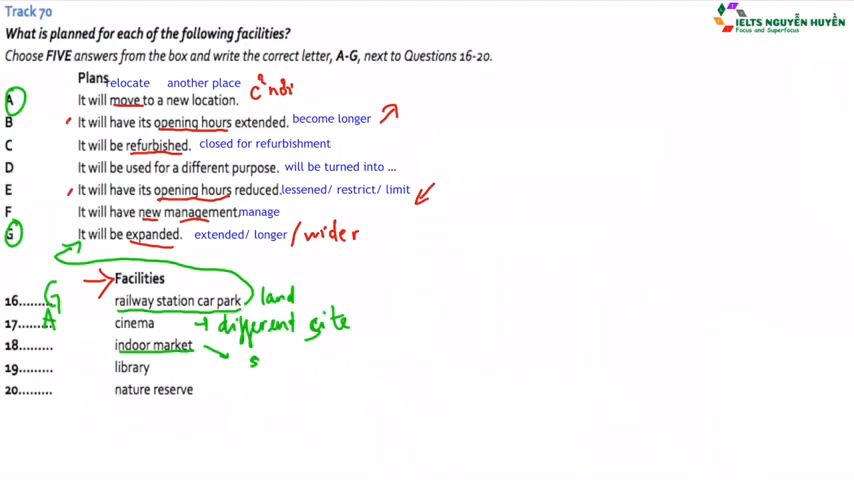 Track 70
IELTS NGUYỄN HUYỀN
Focus and Superfocus
What is planned for each of the following facilities?
Choose FIVE answers from the box and write the correct letter, A-G, next to Questions 16-20.
Plans
relocate another place
A It will move to a new location.
B It will have its opening hours extended. become longer
C It will be refurbished. closed for refurbishment
D It will be used for a different purpose. will be turned into ...
E It will have its opening hours reduced. lessened/ restrict/ limit
F It will have new management. manage
G It will be expanded. extended/ longer / wider
Facilities
16......... G railway station car park land
17......... A cinema → different site
18......... indoor market → s
19......... library
20......... nature reserve